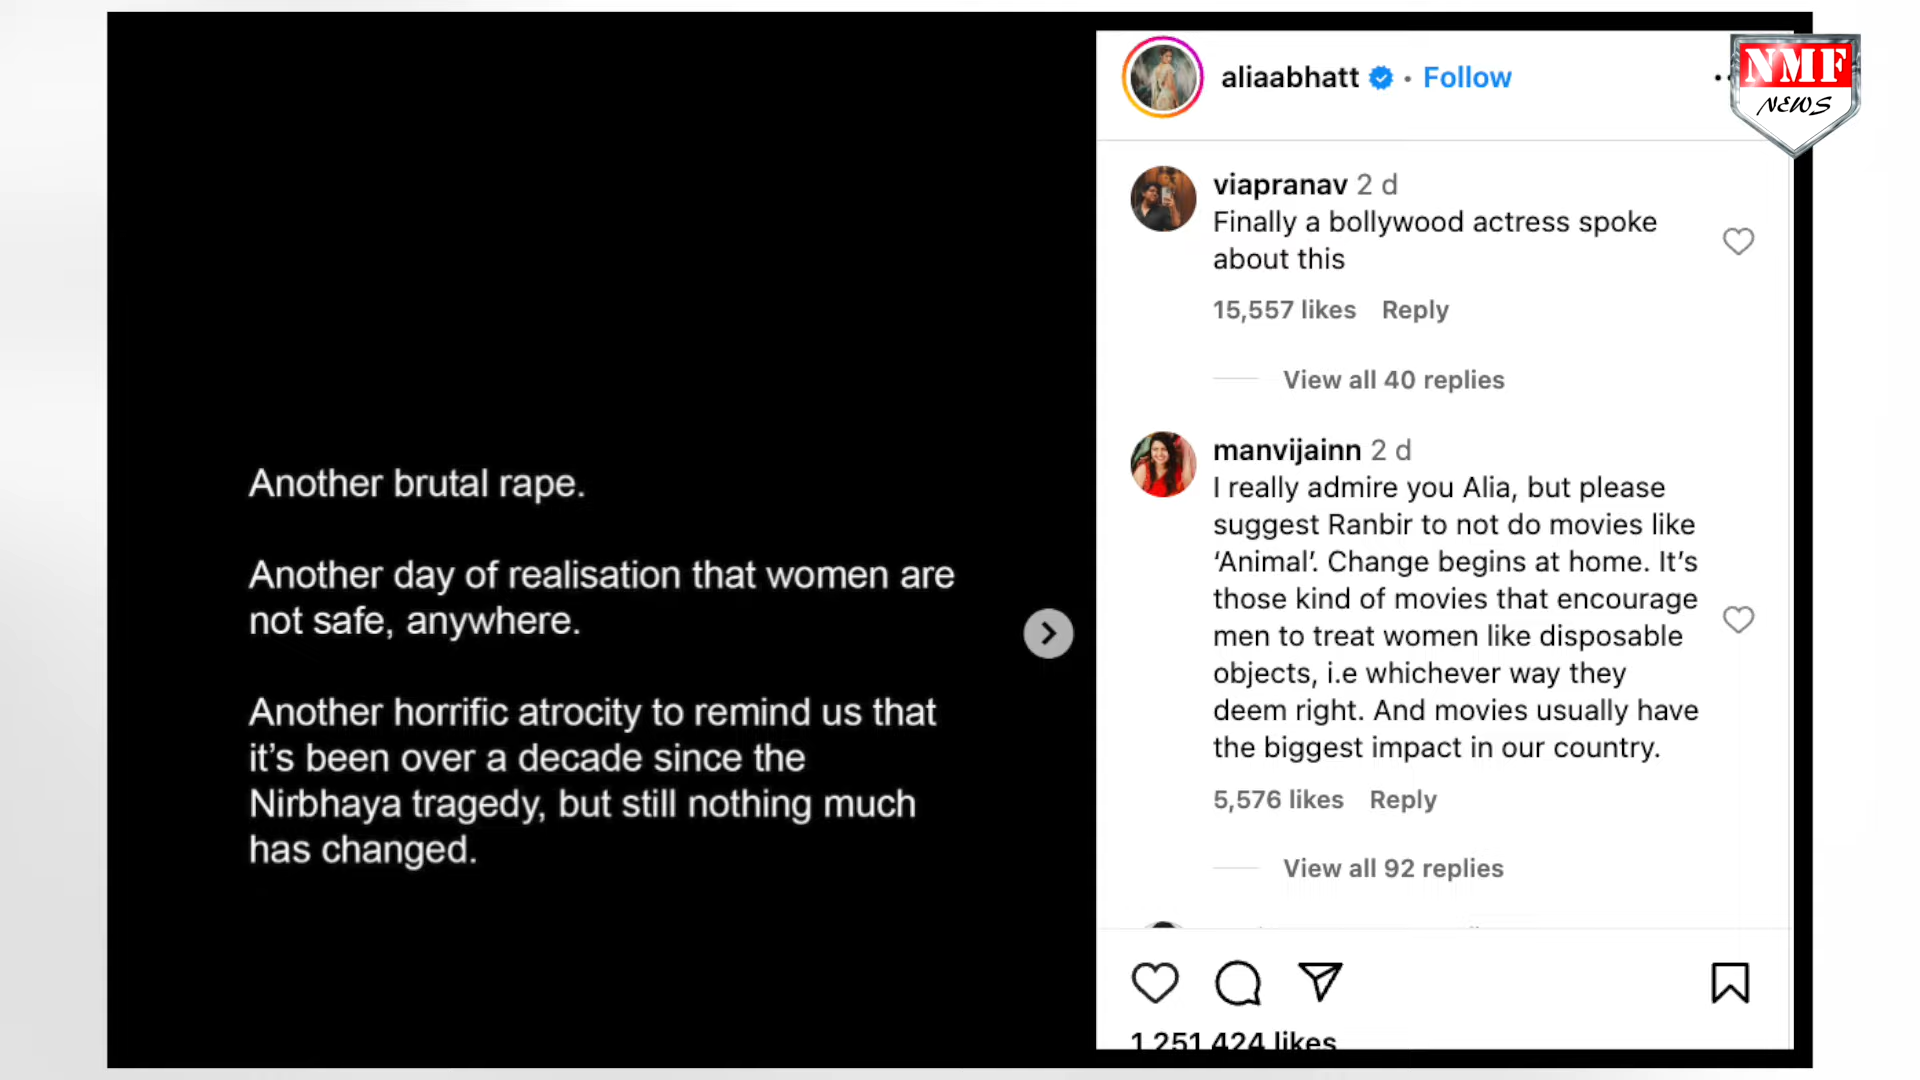 Another brutal rape.
Another day of realisation that women are
not safe, anywhere.
Another horrific atrocity to remind us that
it's been over a decade since the
Nirbhaya tragedy, but still nothing much
has changed.
aliaabhatt • Follow
NMF
NEWS
viapranav 2 d
Finally a bollywood actress spoke
about this
15,557 likes Reply
View all 40 replies
manvijainn 2 d
I really admire you Alia, but please
suggest Ranbir to not do movies like
‘Animal’. Change begins at home. It’s
those kind of movies that encourage
men to treat women like disposable
objects, i.e whichever way they
deem right. And movies usually have
the biggest impact in our country.
5,576 likes Reply
View all 92 replies
1,251,424 likes